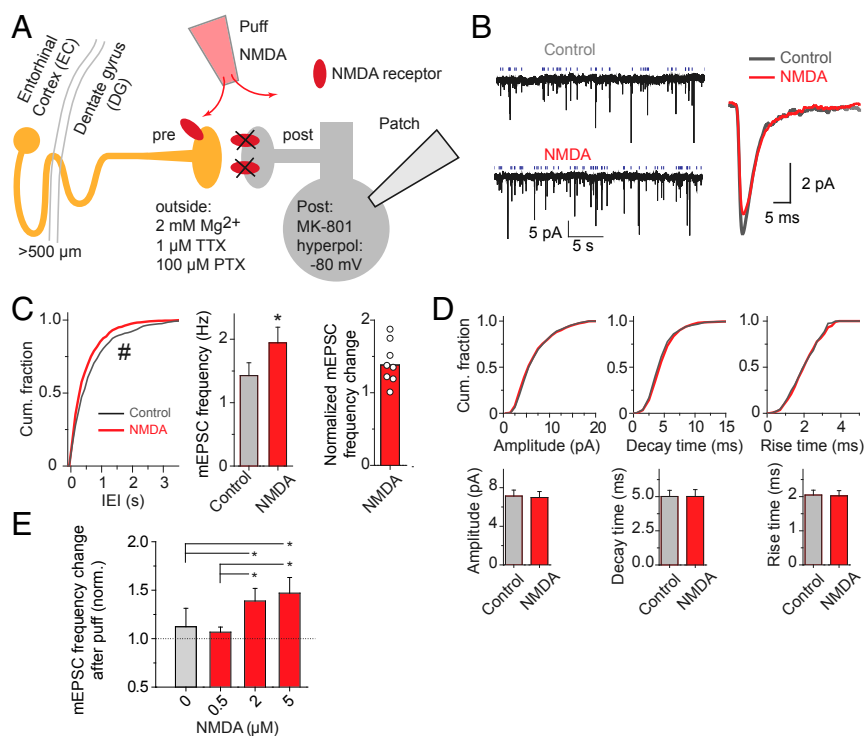 A
Entorhinal
Cortex (EC)
Dentate gyrus
(DG)
Puff
NMDA
NMDA receptor
pre
post
Patch
outside:
2 mM Mg2+
1 µM TTX
100 µM PTX
Post:
MK-801
hyperpol:
-80 mV
>500 µm
B
Control
NMDA
5 pA
5 s
Control
NMDA
2 pA
5 ms
C
Cum. fraction
1.0
0.5
0
#
Control
NMDA
0 1 2 3
IEI (s)
mEPSC frequency (Hz)
2
1
0
*
Control
NMDA
Normalized mEPSC
frequency change
2
1
0
NMDA
D
Cum. fraction
1.0
0.5
0.0
0 10 20
Amplitude (pA)
1.0
0.5
0.0
0 5 10 15
Decay time (ms)
1.0
0.5
0.0
0 2 4
Rise time (ms)
Amplitude (pA)
8
4
0
Control
NMDA
Decay time (ms)
5.0
2.5
0.0
Control
NMDA
Rise time (ms)
2
1
0
Control
NMDA
E
mEPSC frequency change
after puff (norm.)
2.0
1.5
1.0
0.5
*
*
*
*
0 0.5 2 5
NMDA (µM)